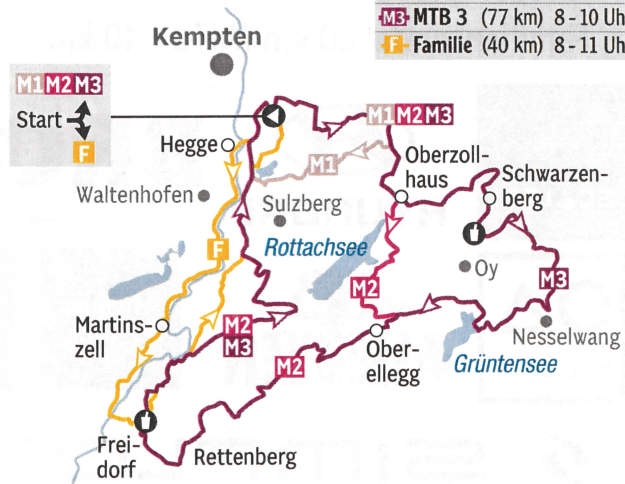 M3 MTB 3 (77 km) 8-10 Uh
F Familie (40 km) 8-11 Uh
Kempten
M1 M2 M3
Start
F
Hegge
M1 M2 M3
M1
Oberzoll-
haus
Schwarzen-
berg
Waltenhofen
Sulzberg
F
Rottachsee
Oy
M2
M3
Martins-
zell
M2
M3
Nesselwang
Ober-
ellegg
Grüntensee
M2
Frei-
dorf
Rettenberg